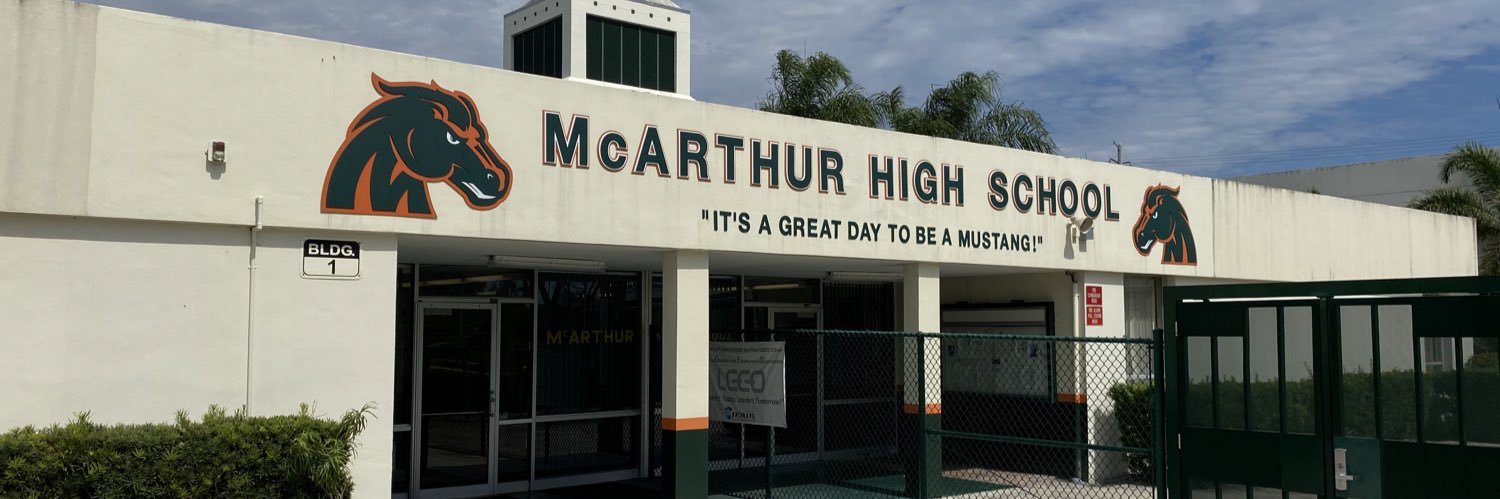 McARTHUR HIGH SCHOOL
"IT'S A GREAT DAY TO BE A MUSTANG!"
BLDG.
1
McARTHUR
LEEO
BROWARD